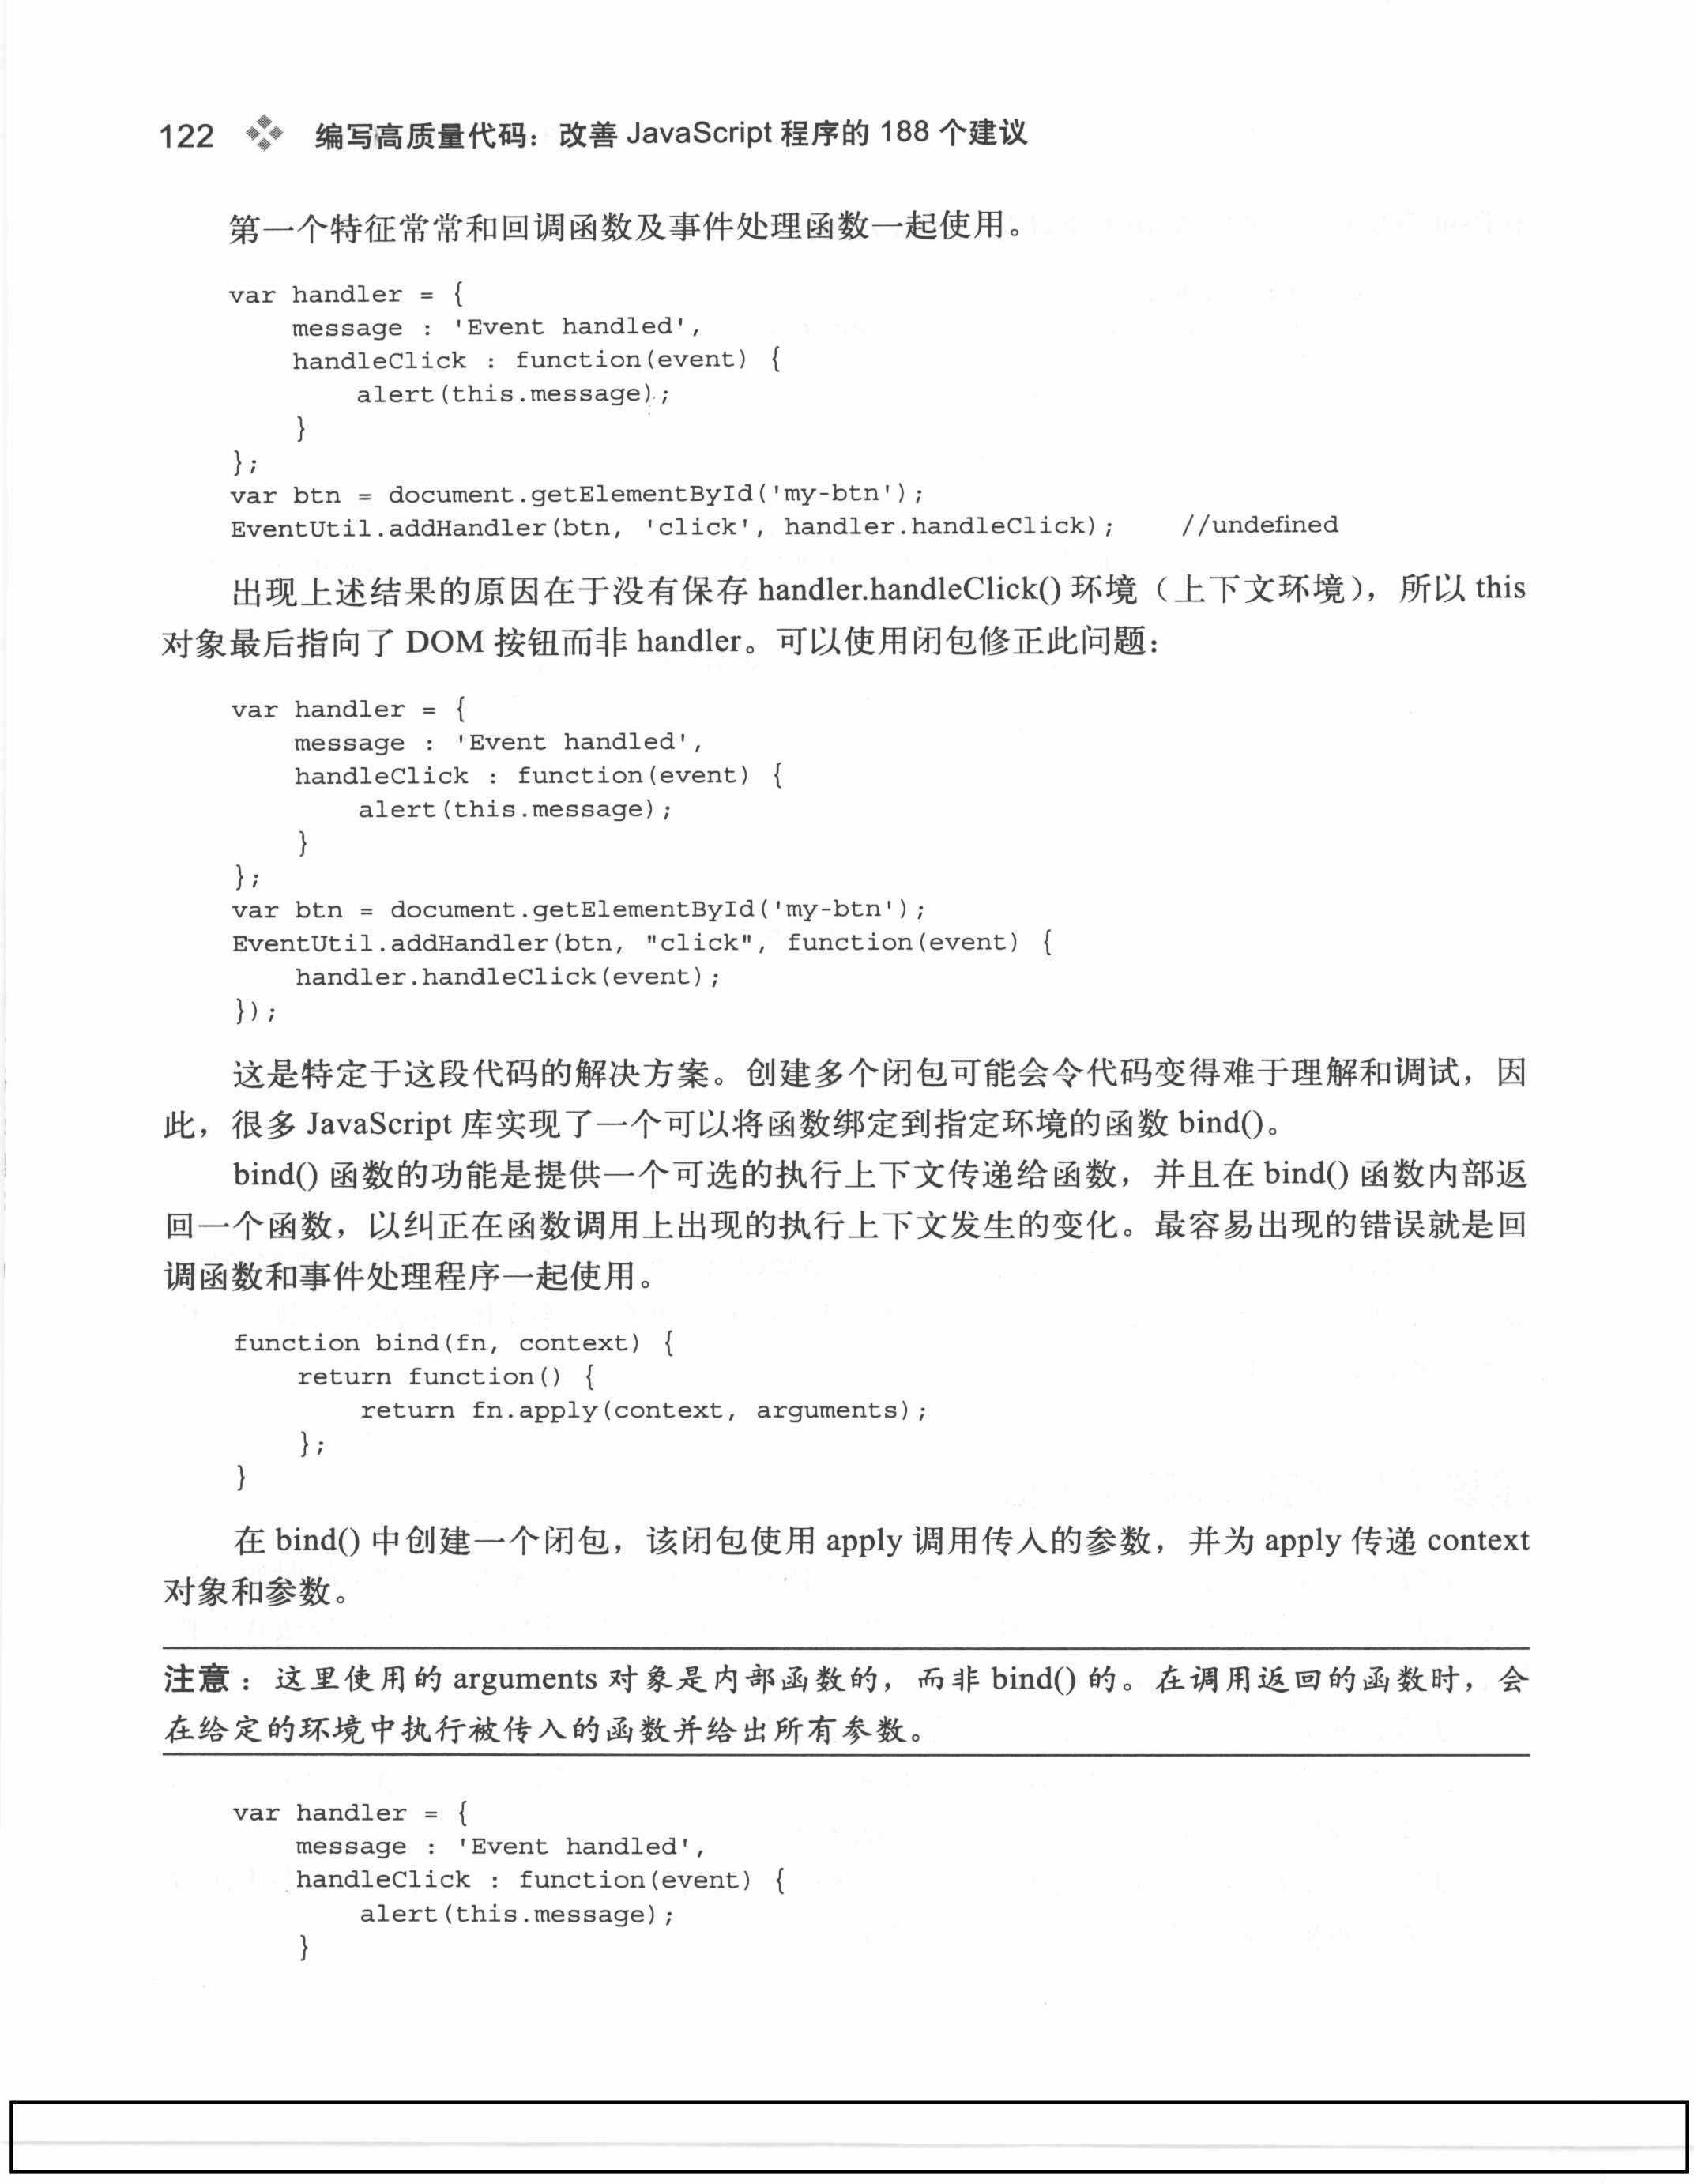 122 编写高质量代码：改善 JavaScript 程序的 188 个建议
第一个特征常常和回调函数及事件处理函数一起使用。
var handler = {
    message : 'Event handled',
    handleClick : function(event) {
        alert(this.message);
    }
};
var btn = document.getElementById('my-btn');
EventUtil.addHandler(btn, 'click', handler.handleClick);    //undefined
出现上述结果的原因在于没有保存 handler.handleClick() 环境（上下文环境），所以 this
对象最后指向了 DOM 按钮而非 handler。可以使用闭包修正此问题：
var handler = {
    message : 'Event handled',
    handleClick : function(event) {
        alert(this.message);
    }
};
var btn = document.getElementById('my-btn');
EventUtil.addHandler(btn, "click", function(event) {
    handler.handleClick(event);
});
这是特定于这段代码的解决方案。创建多个闭包可能会令代码变得难于理解和调试，因
此，很多 JavaScript 库实现了一个可以将函数绑定到指定环境的函数 bind()。
bind() 函数的功能是提供一个可选的执行上下文传递给函数，并且在 bind() 函数内部返
回一个函数，以纠正在函数调用上出现的执行上下文发生的变化。最容易出现的错误就是回
调函数和事件处理程序一起使用。
function bind(fn, context) {
    return function() {
        return fn.apply(context, arguments);
    };
}
在 bind() 中创建一个闭包，该闭包使用 apply 调用传入的参数，并为 apply 传递 context
对象和参数。
注意：这里使用的 arguments 对象是内部函数的，而非 bind() 的。在调用返回的函数时，会
在给定的环境中执行被传入的函数并给出所有参数。
var handler = {
    message : 'Event handled',
    handleClick : function(event) {
        alert(this.message);
    }